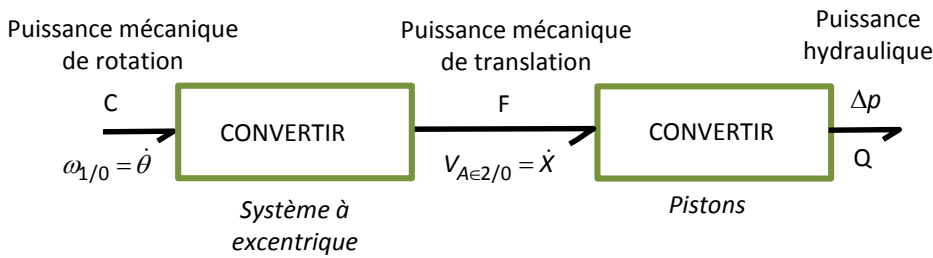 Puissance mécanique
de rotation
C
ω1/0 = θ̇
CONVERTIR
Système à
excentrique
Puissance mécanique
de translation
F
VA∈2/0 = Ẋ
CONVERTIR
Pistons
Puissance
hydraulique
Δp
Q